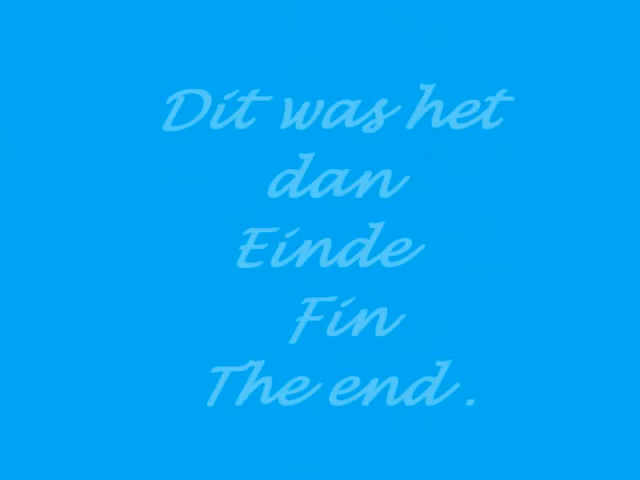 Dit was het
dan
Einde
Fin
The end .